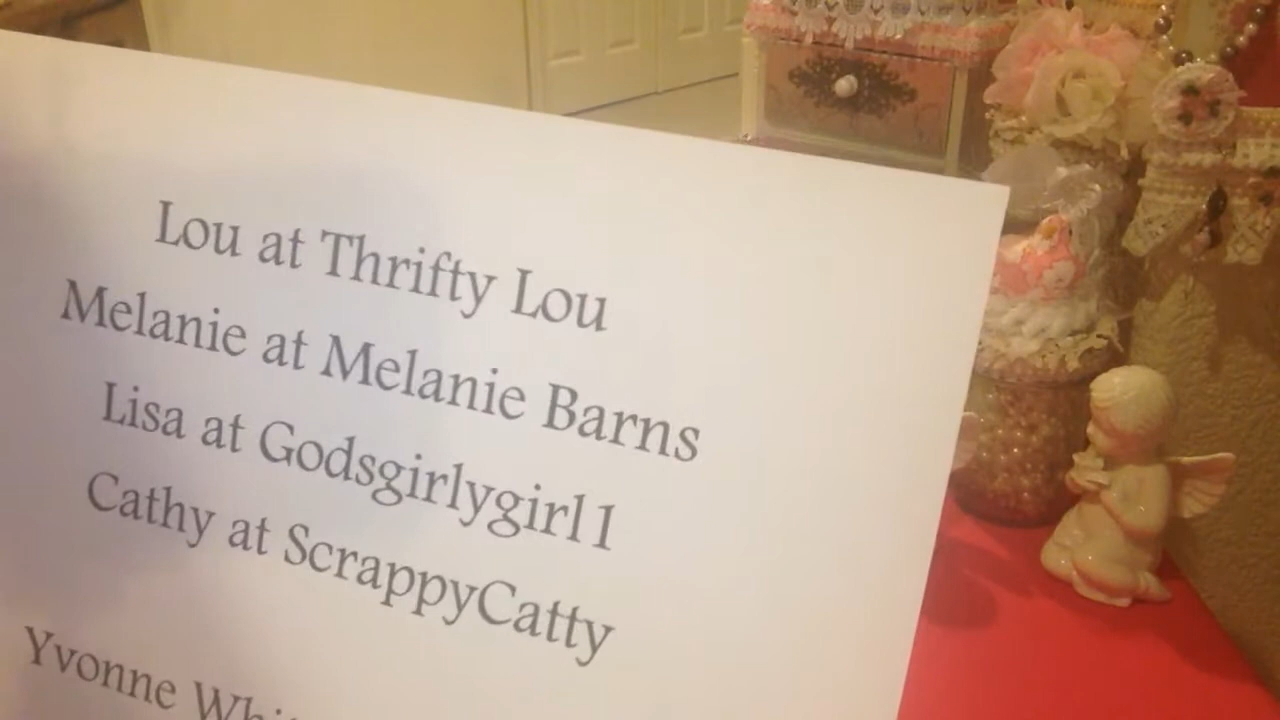 Lou at Thrifty Lou
Melanie at Melanie Barns
Lisa at Godsgirlygirl1
Cathy at ScrappyCatty
Yvonne